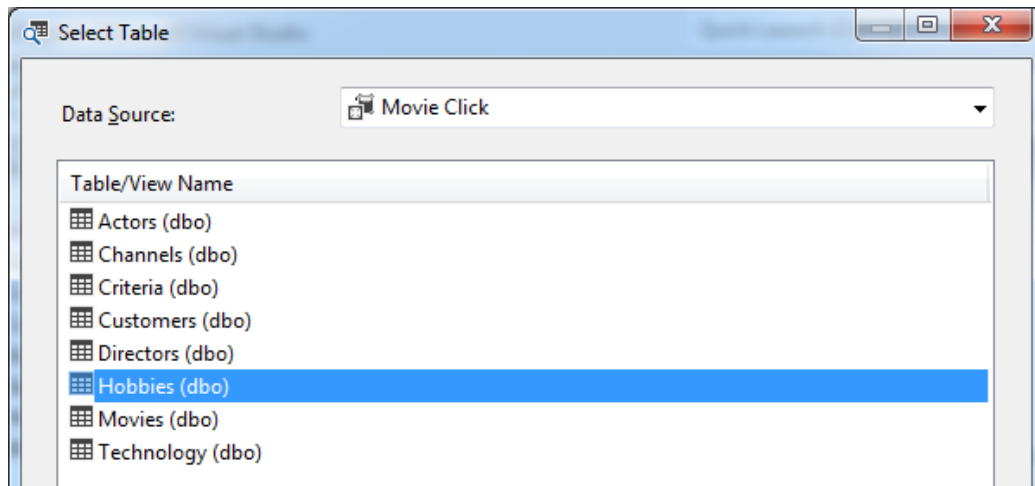 Select Table
Data Source:
Movie Click
Table/View Name
Actors (dbo)
Channels (dbo)
Criteria (dbo)
Customers (dbo)
Directors (dbo)
Hobbies (dbo)
Movies (dbo)
Technology (dbo)